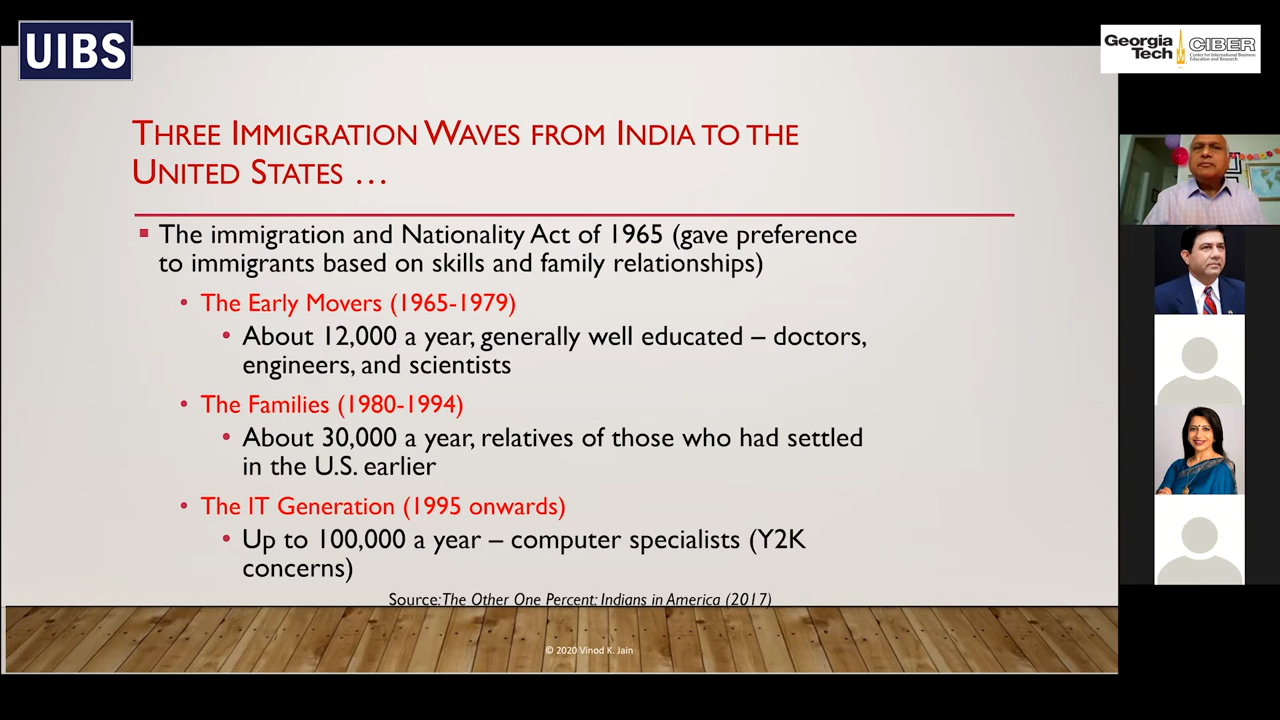 UIBS
Georgia Tech CIBER
Center for International Business
Education and Research
THREE IMMIGRATION WAVES FROM INDIA TO THE
UNITED STATES …
▪ The immigration and Nationality Act of 1965 (gave preference
to immigrants based on skills and family relationships)
• The Early Movers (1965-1979)
• About 12,000 a year, generally well educated – doctors,
engineers, and scientists
• The Families (1980-1994)
• About 30,000 a year, relatives of those who had settled
in the U.S. earlier
• The IT Generation (1995 onwards)
• Up to 100,000 a year – computer specialists (Y2K
concerns)
Source: The Other One Percent: Indians in America (2017)
© 2020 Vinod K. Jain